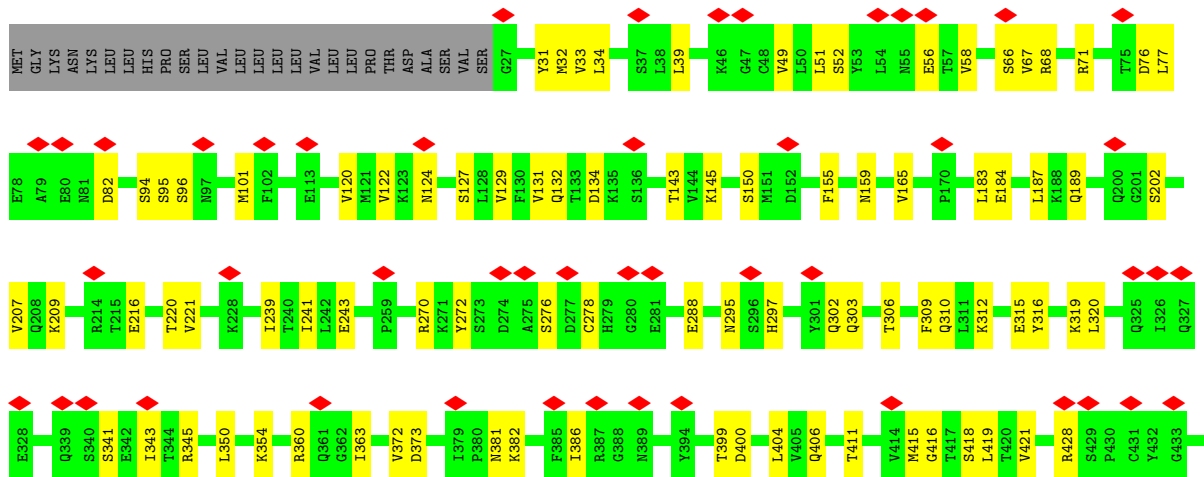 MET GLY LYS ASN LYS LEU LEU HIS PRO SER LEU VAL LEU LEU LEU LEU VAL LEU LEU PRO THR ASP ALA SER VAL SER G27 Y31 M32 V33 L34 S37 L38 L39 K46 G47 C48 V49 L50 L51 S52 Y53 L54 N55 E56 T57 V58 S66 V67 R68 R71 T75 D76 L77
E78 A79 E80 N81 D82 S94 S95 S96 N97 M101 F102 E113 V120 M121 V122 K123 N124 S127 L128 V129 F130 V131 Q132 T133 D134 K135 S136 T143 V144 K145 S150 M151 D152 F155 N159 V165 P170 L183 E184 L187 K188 Q189 Q200 G201 S202
V207 Q208 K209 R214 T215 E216 T220 V221 K228 P259 I239 T240 I241 L242 E243 R270 K271 Y272 S273 D274 A275 S276 D277 C278 H279 G280 E281 E288 N295 S296 H297 Y301 Q302 Q303 T306 F309 Q310 L311 K312 E315 Y316 K319 L320 Q325 I326 Q327
E328 Q339 S340 S341 E342 I343 T344 R345 L350 K354 R360 Q361 G362 I363 V372 D373 I379 P380 N381 K382 F385 I386 R387 G388 N389 Y394 T399 D400 L404 V405 Q406 T411 V414 M415 G416 T417 S418 L419 T420 V421 R428 S429 P430 C431 Y432 G433